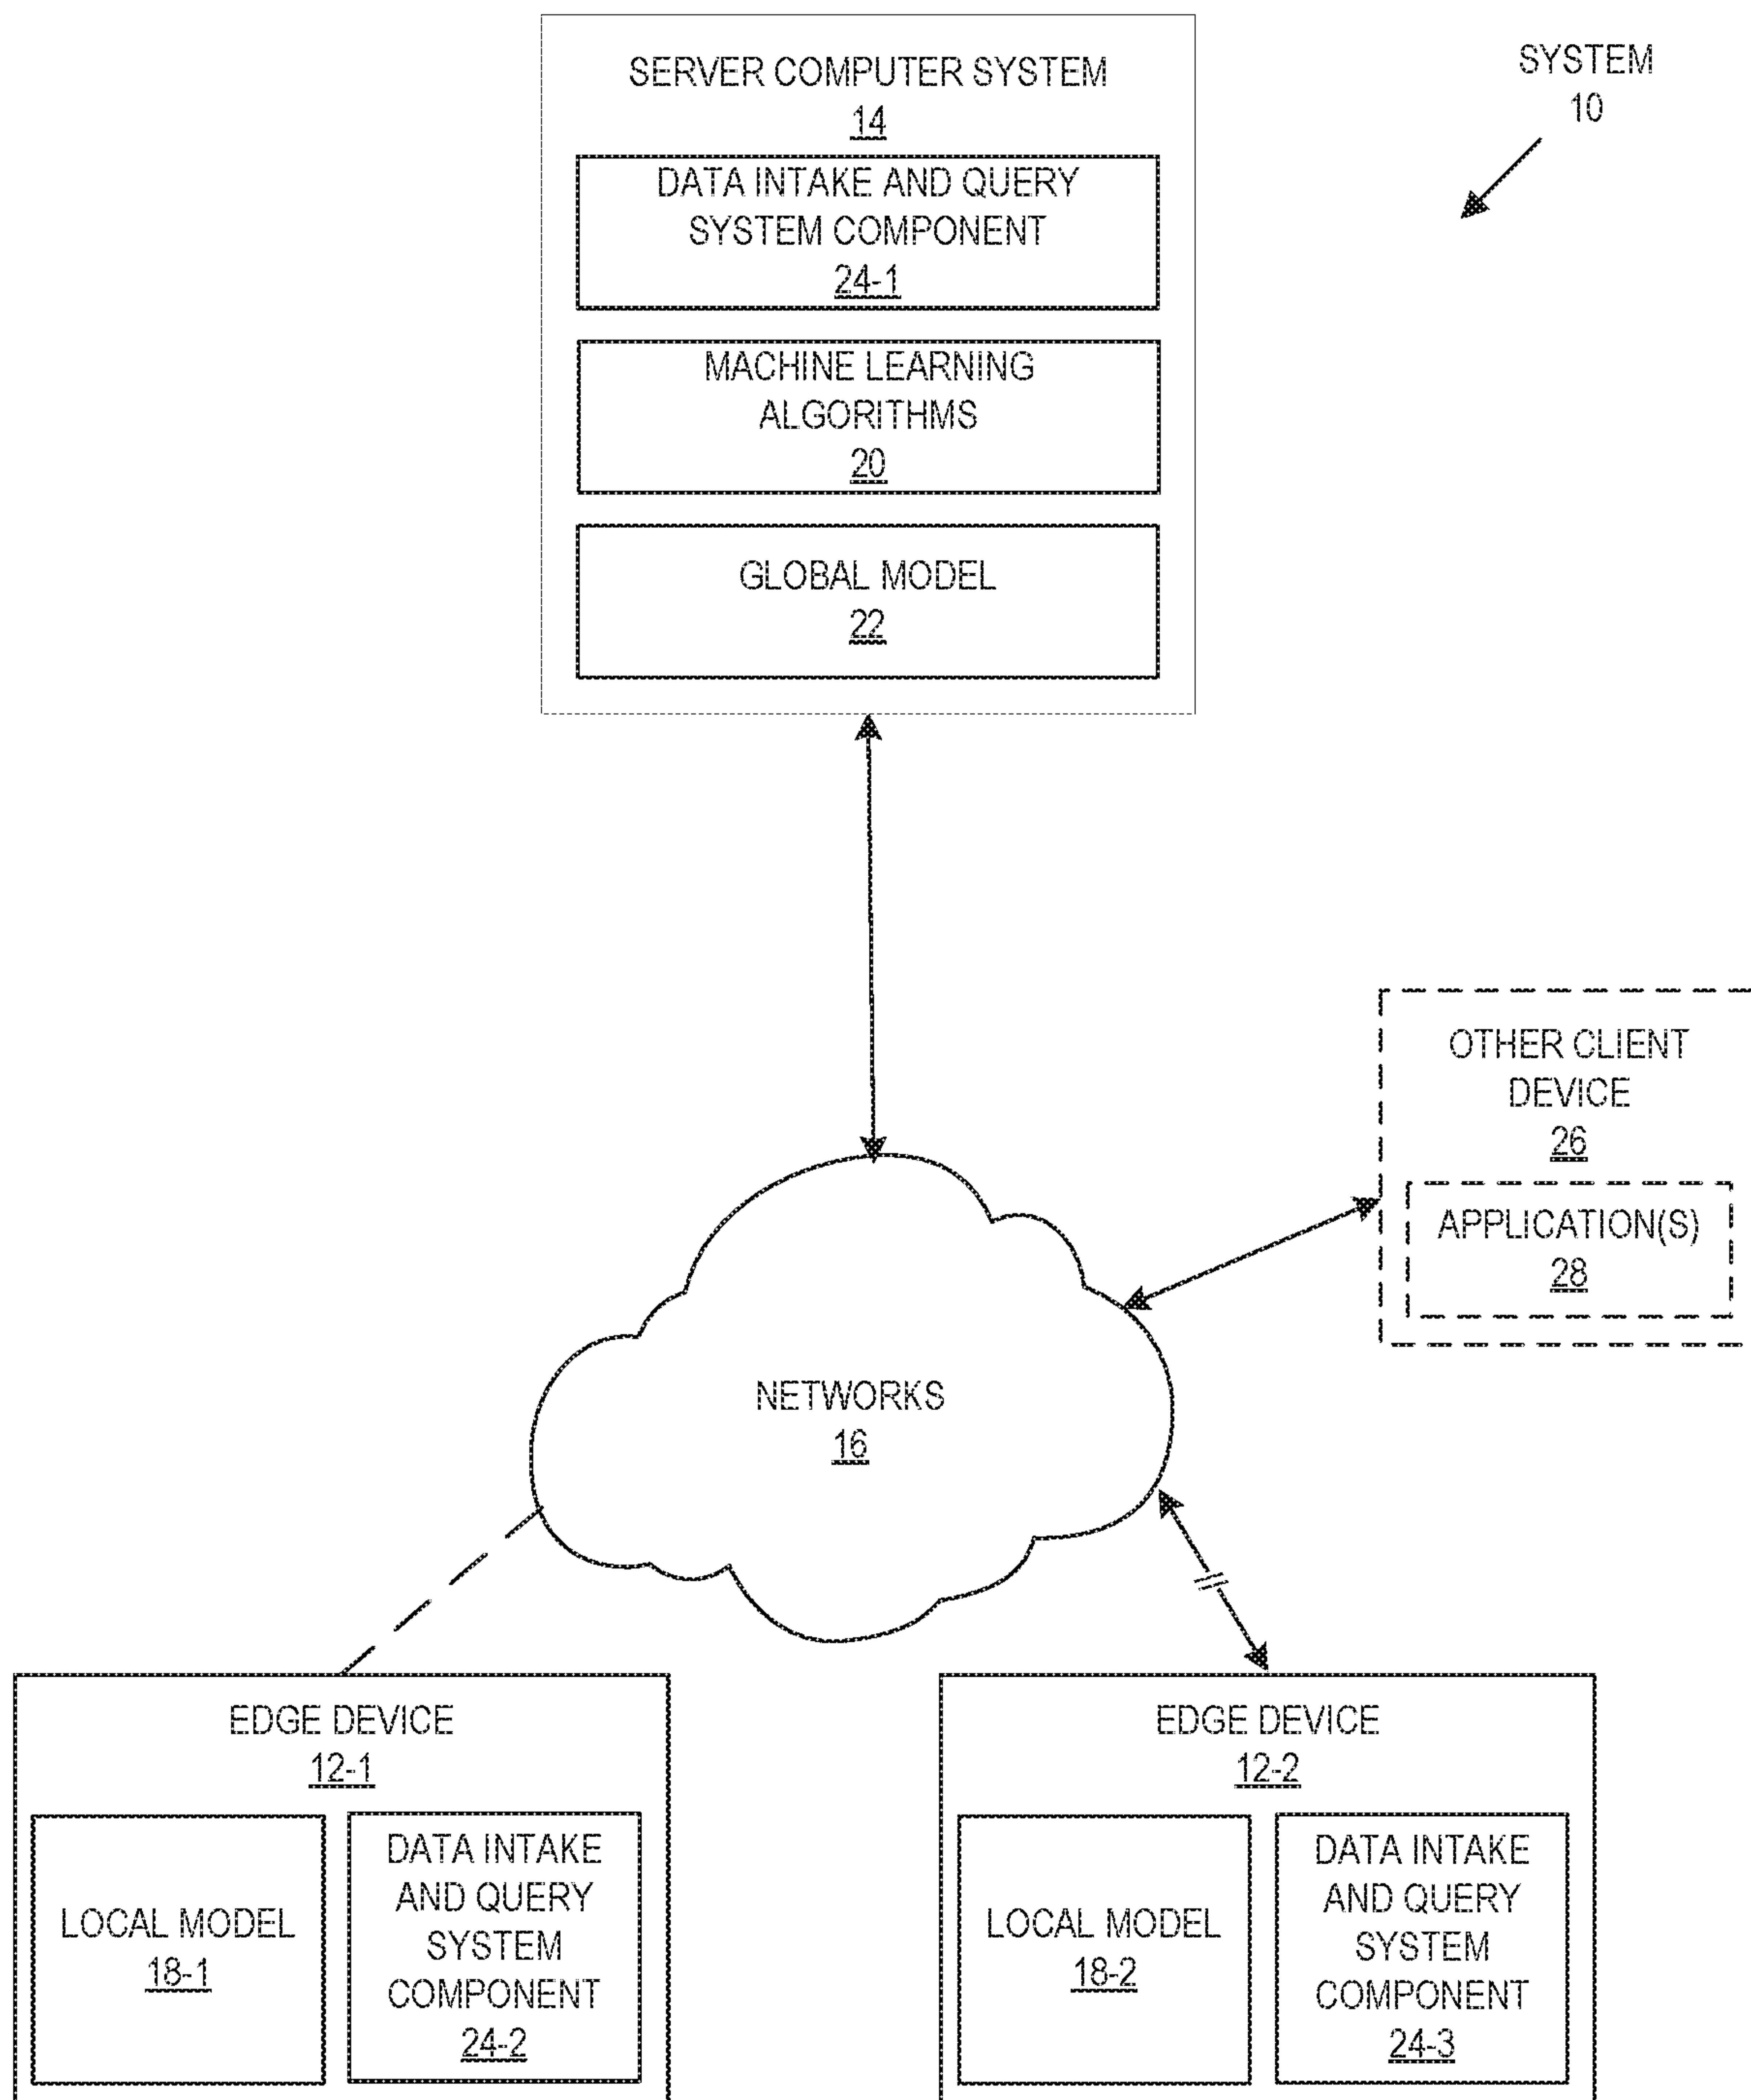 SERVER COMPUTER SYSTEM
14
DATA INTAKE AND QUERY
SYSTEM COMPONENT
24-1
MACHINE LEARNING
ALGORITHMS
20
GLOBAL MODEL
22
SYSTEM
10
OTHER CLIENT
DEVICE
26
APPLICATION(S)
28
NETWORKS
16
EDGE DEVICE
12-1
LOCAL MODEL
18-1
DATA INTAKE
AND QUERY
SYSTEM
COMPONENT
24-2
EDGE DEVICE
12-2
LOCAL MODEL
18-2
DATA INTAKE
AND QUERY
SYSTEM
COMPONENT
24-3